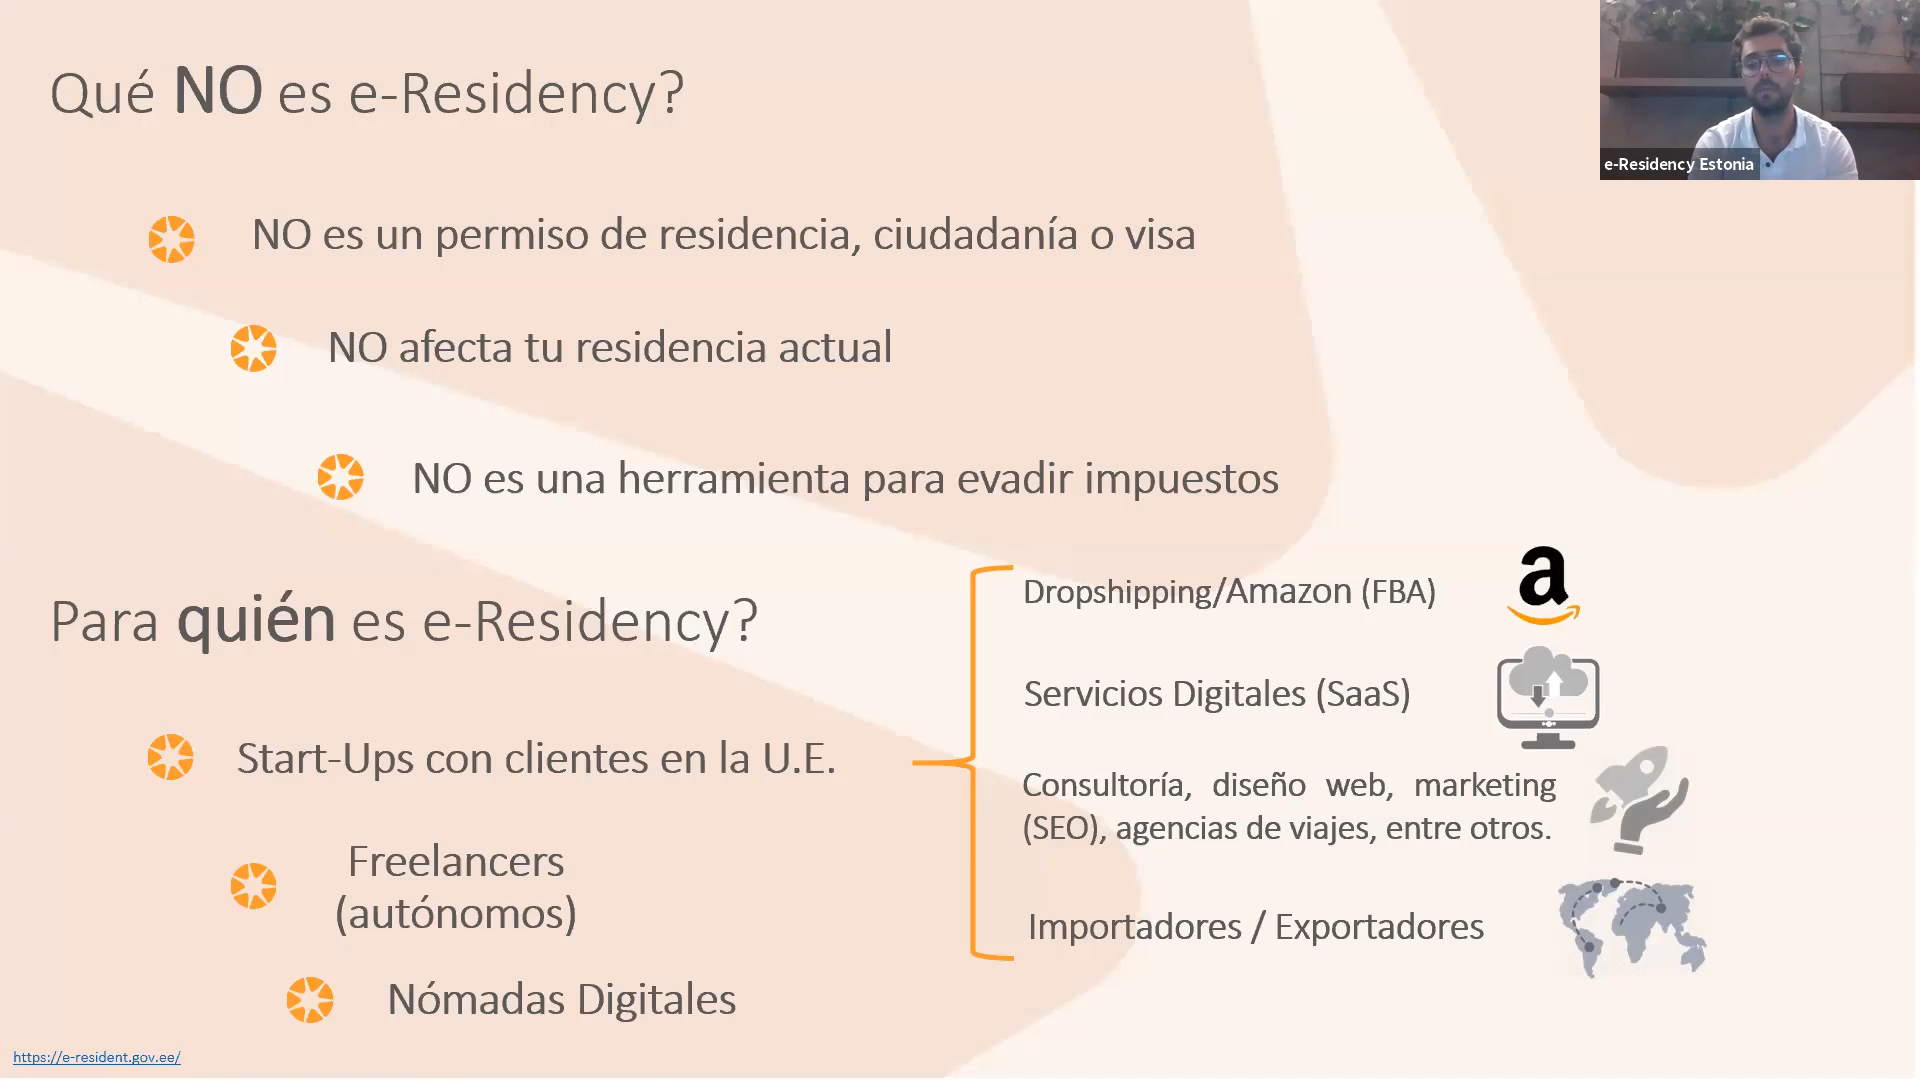 Qué NO es e-Residency?
e-Residency Estonia
NO es un permiso de residencia, ciudadanía o visa
NO afecta tu residencia actual
NO es una herramienta para evadir impuestos
Para quién es e-Residency?
Start-Ups con clientes en la U.E.
Freelancers
(autónomos)
Nómadas Digitales
Dropshipping/Amazon (FBA)
a
Servicios Digitales (SaaS)
Consultoría, diseño web, marketing
(SEO), agencias de viajes, entre otros.
Importadores / Exportadores
https://e-resident.gov.ee/